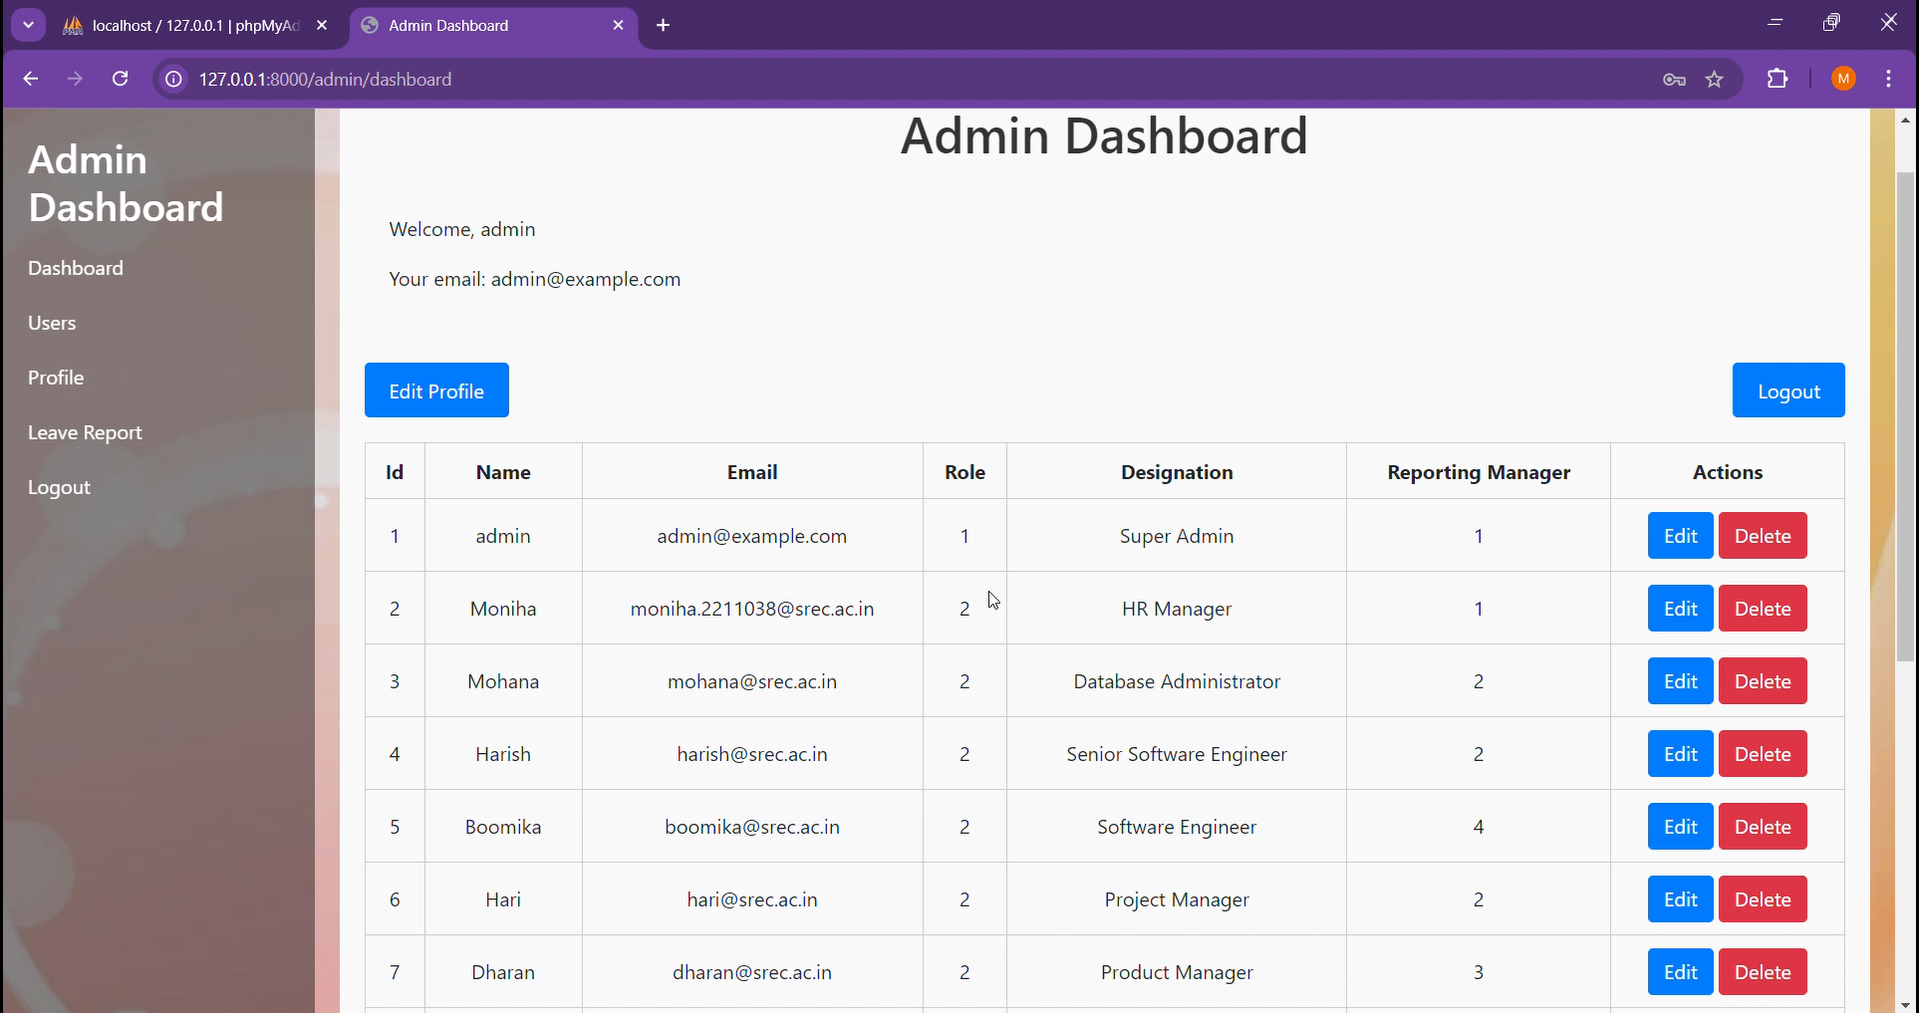 localhost / 127.0.0.1 | phpMyAd
Admin Dashboard
127.0.0.1:8000/admin/dashboard
M
Admin
Dashboard
Dashboard
Users
Profile
Leave Report
Logout
Admin Dashboard
Welcome, admin
Your email: admin@example.com
Edit Profile
Logout
Id Name Email Role Designation Reporting Manager Actions
1 admin admin@example.com 1 Super Admin 1 Edit Delete
2 Moniha moniha.2211038@srec.ac.in 2 HR Manager 1 Edit Delete
3 Mohana mohana@srec.ac.in 2 Database Administrator 2 Edit Delete
4 Harish harish@srec.ac.in 2 Senior Software Engineer 2 Edit Delete
5 Boomika boomika@srec.ac.in 2 Software Engineer 4 Edit Delete
6 Hari hari@srec.ac.in 2 Project Manager 2 Edit Delete
7 Dharan dharan@srec.ac.in 2 Product Manager 3 Edit Delete